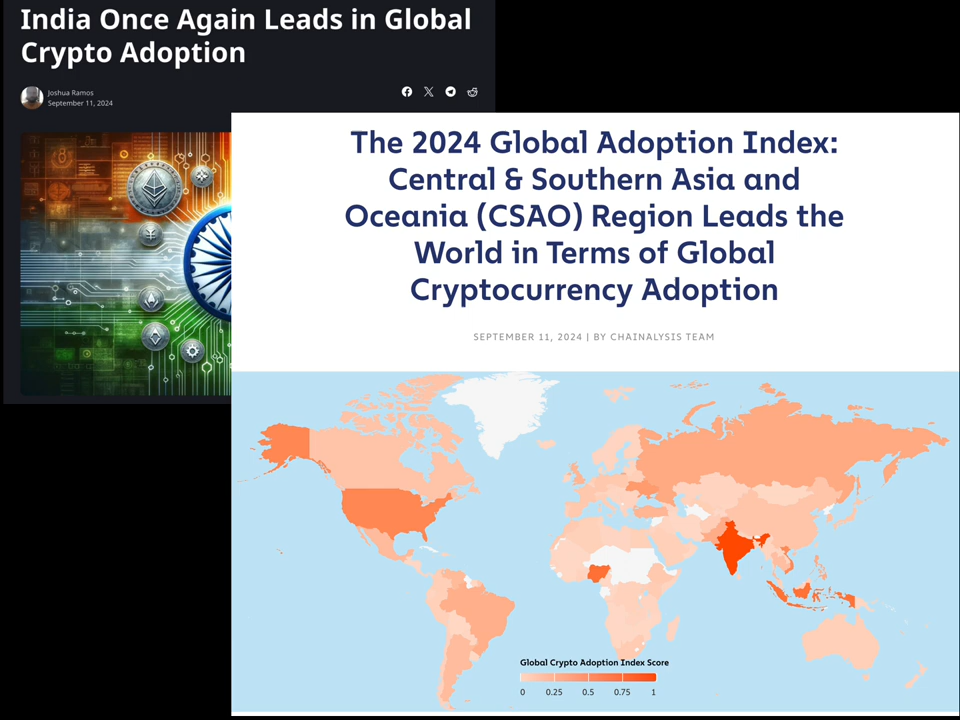 India Once Again Leads in Global
Crypto Adoption
Joshua Ramos
September 11, 2024
The 2024 Global Adoption Index:
Central & Southern Asia and
Oceania (CSAO) Region Leads the
World in Terms of Global
Cryptocurrency Adoption
SEPTEMBER 11, 2024 | BY CHAINALYSIS TEAM
Global Crypto Adoption Index Score
0 0.25 0.5 0.75 1